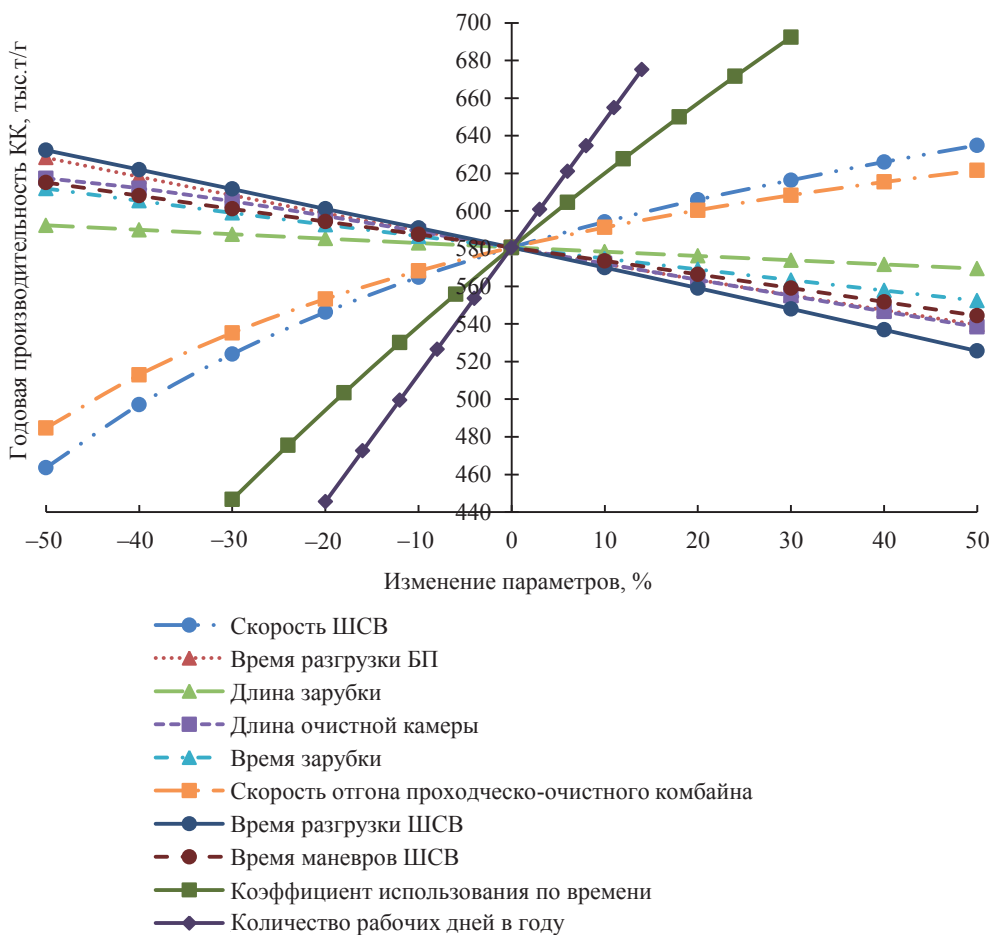 Годовая производительность КК, тыс.т/г
700
680
660
640
620
600
580
560
540
520
500
480
460
440
–50
–40
–30
–20
–10
0
10
20
30
40
50
Изменение параметров, %
Скорость ШСВ
Время разгрузки БП
Длина зарубки
Длина очистной камеры
Время зарубки
Скорость отгона проходческо-очистного комбайна
Время разгрузки ШСВ
Время маневров ШСВ
Коэффициент использования по времени
Количество рабочих дней в году